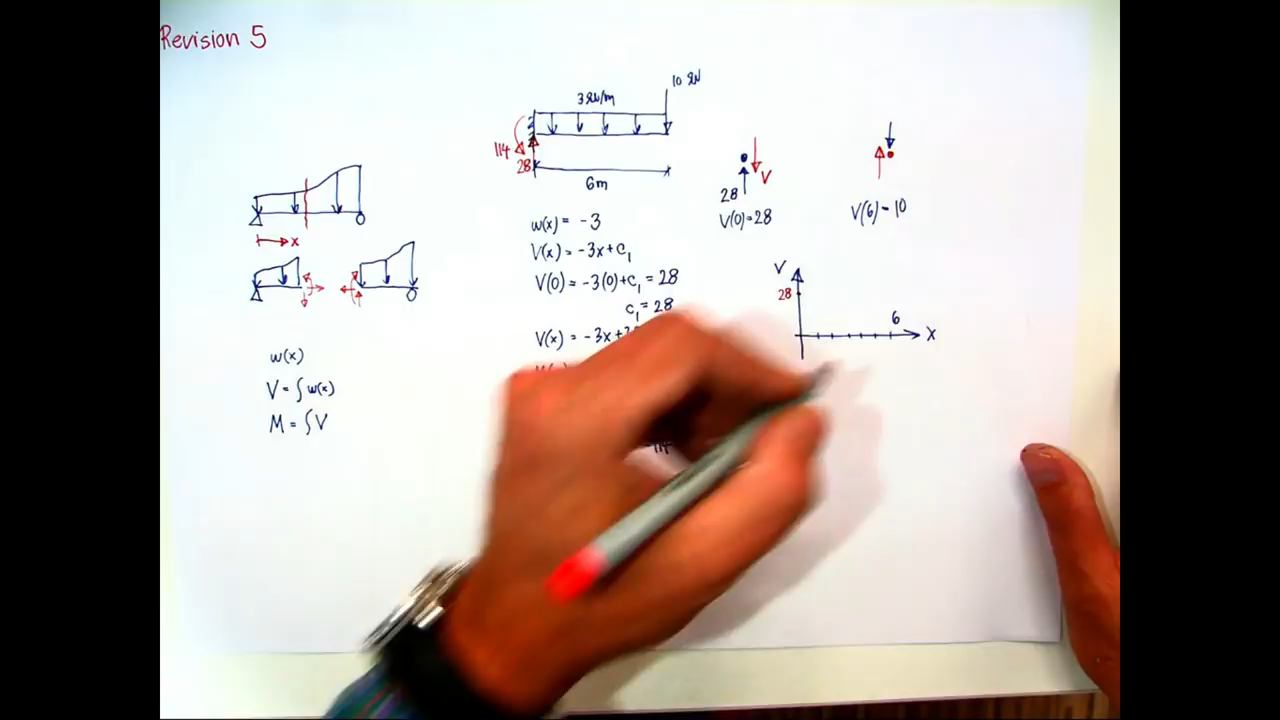 Revision 5
10 kN
3kN/m
114
28
6m
x
w(x)
V = ∫ w(x)
M = ∫ V
w(x) = -3
V(x) = -3x + c₁
V(0) = -3(0) + c₁ = 28
c₁ = 28
V(x) = -3x +
28
V
V(0)=28
V(6)=10
V
28
6
x